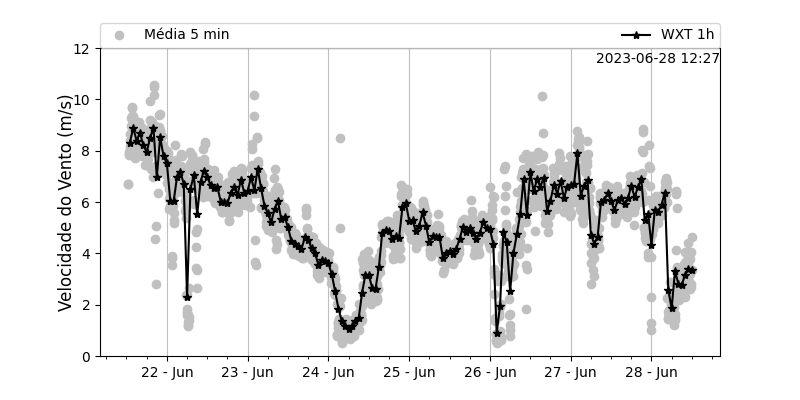 Média 5 min
WXT 1h
2023-06-28 12:27
Velocidade do Vento (m/s)
12
10
8
6
4
2
0
22 - Jun
23 - Jun
24 - Jun
25 - Jun
26 - Jun
27 - Jun
28 - Jun